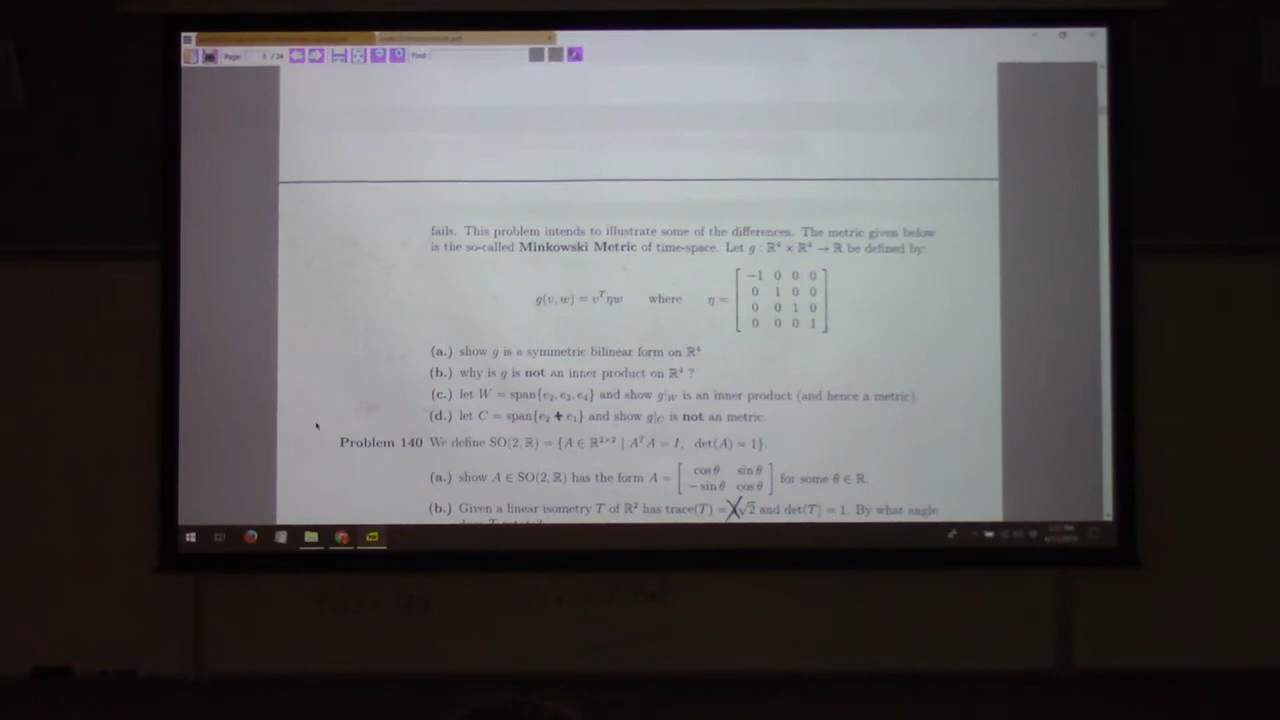 Page: / 24 Find:
fails. This problem intends to illustrate some of the differences. The metric given below
is the so-called Minkowski Metric of time-space. Let g : ℝ⁴ × ℝ⁴ → ℝ be defined by:
g(v, w) = vᵀηw where η =
−1 0 0 0
0 1 0 0
0 0 1 0
0 0 0 1
(a.) show g is a symmetric bilinear form on ℝ⁴
(b.) why is g is not an inner product on ℝ⁴ ?
(c.) let W = span{e₂, e₃, e₄} and show g|_W is an inner product (and hence a metric).
(d.) let C = span{e₂ + e₁} and show g|_C is not an metric.
Problem 140 We define SO(2, ℝ) = {A ∈ ℝ²ˣ² | AᵀA = I, det(A) = 1}.
(a.) show A ∈ SO(2, ℝ) has the form A = [ cos θ sin θ
− sin θ cos θ ] for some θ ∈ ℝ.
(b.) Given a linear isometry T of ℝ² has trace(T) = √2 and det(T) = 1. By what angle